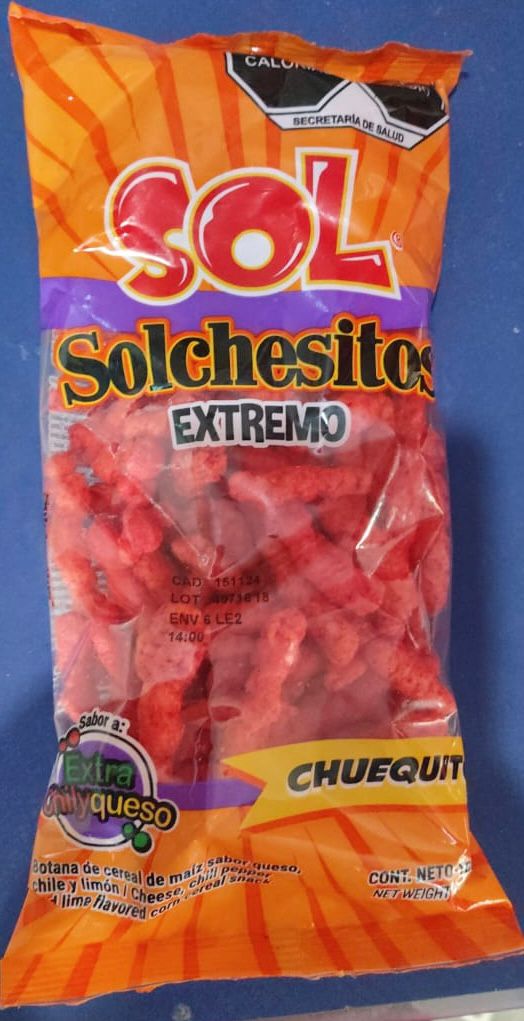 SECRETARÍA DE SALUD
SOL
®
Solchesitos
EXTREMO
CAD 151124
LOT
ENV 6 LE2
14:00
Sabor a:
Extra
Chilyqueso
CHUEQUIT
Botana de cereal de maíz sabor queso,
chile y limón / Cheese, chili pepper
lime flavored corn cereal snack
CONT. NETO
NET WEIGHT